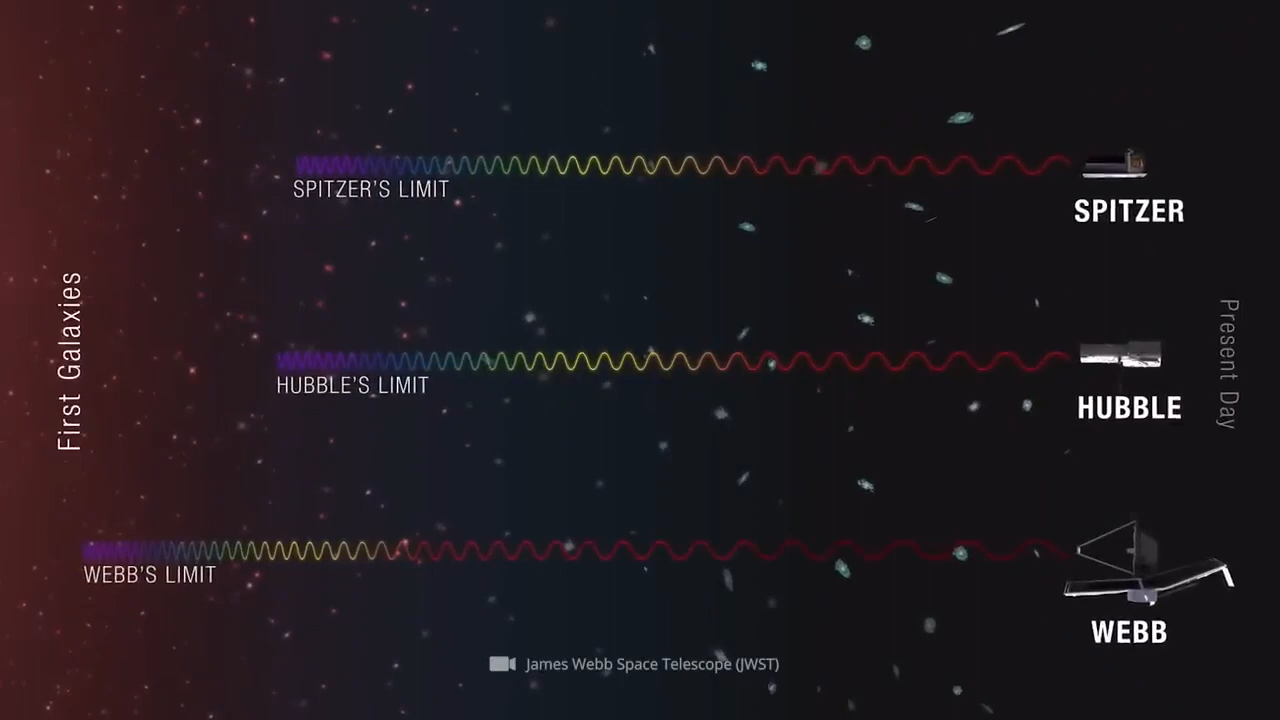 SPITZER'S LIMIT
SPITZER
First Galaxies
Present Day
HUBBLE'S LIMIT
HUBBLE
WEBB'S LIMIT
WEBB
James Webb Space Telescope (JWST)